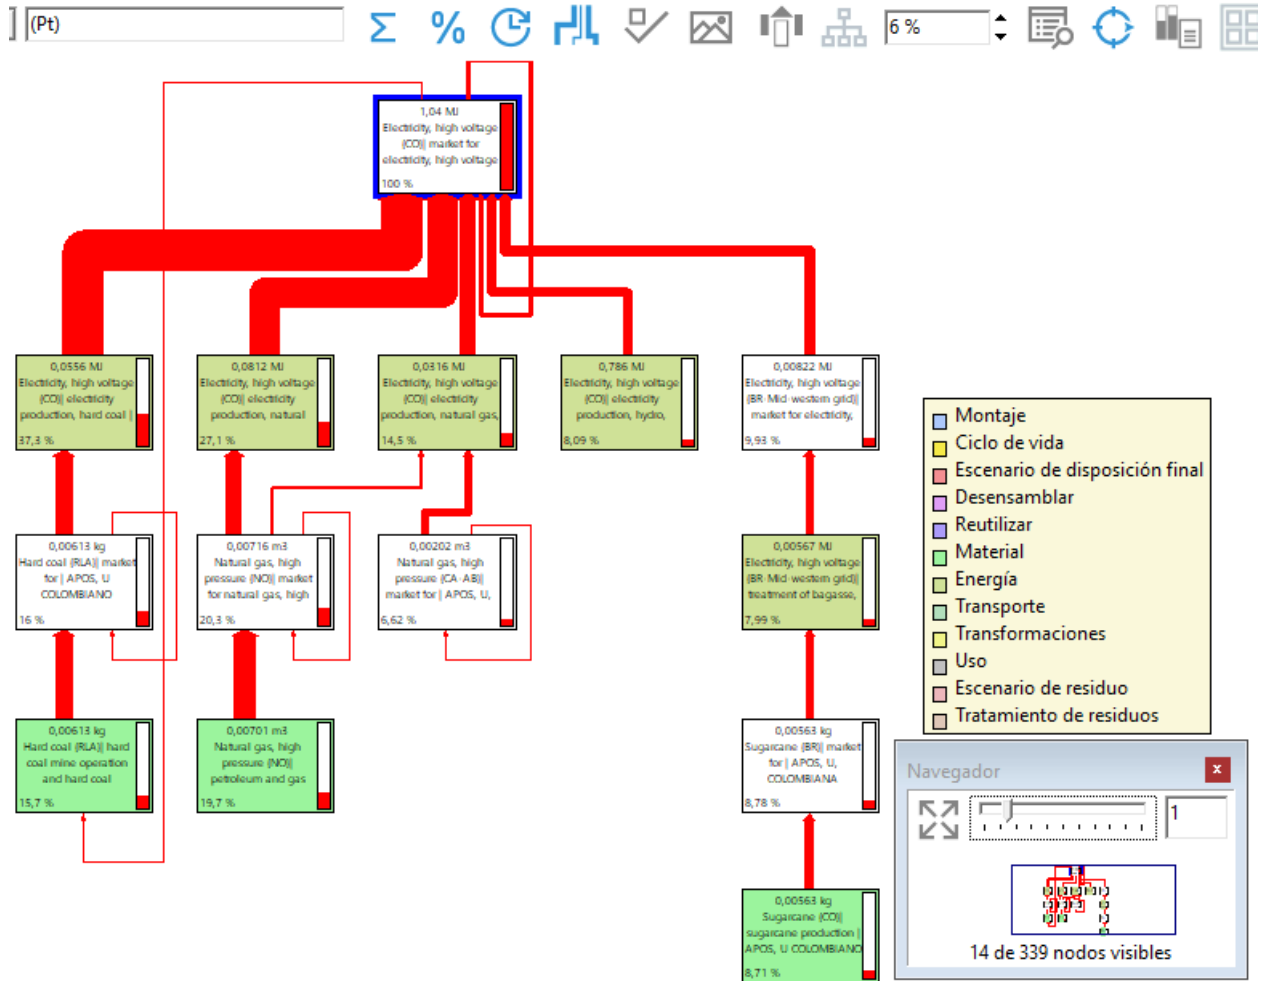 (Pt)
6 %
1,04 MJ
Electricity, high voltage
{CO}| market for
electricity, high voltage
100 %
0,0556 MJ
Electricity, high voltage
{CO}| electricity
production, hard coal |
37,3 %
0,0812 MJ
Electricity, high voltage
{CO}| electricity
production, natural
27,1 %
0,0316 MJ
Electricity, high voltage
{CO}| electricity
production, natural gas,
14,5 %
0,786 MJ
Electricity, high voltage
{CO}| electricity
production, hydro,
8,09 %
0,00822 MJ
Electricity, high voltage
{BR-Mid-western grid}|
market for electricity,
9,93 %
0,00613 kg
Hard coal {RLA}| market
for | APOS, U
COLOMBIANO
16 %
0,00716 m3
Natural gas, high
pressure {NO}| market
for natural gas, high
20,3 %
0,00202 m3
Natural gas, high
pressure {CA-AB}|
market for | APOS, U,
6,62 %
0,00567 MJ
Electricity, high voltage
{BR-Mid-western grid}|
treatment of bagasse,
7,99 %
0,00613 kg
Hard coal {RLA}| hard
coal mine operation
and hard coal
15,7 %
0,00701 m3
Natural gas, high
pressure {NO}|
petroleum and gas
19,7 %
0,00563 kg
Sugarcane {BR}| market
for | APOS, U,
COLOMBIANA
8,78 %
0,00563 kg
Sugarcane {CO}|
sugarcane production |
APOS, U COLOMBIANO
8,71 %
Montaje
Ciclo de vida
Escenario de disposición final
Desensamblar
Reutilizar
Material
Energía
Transporte
Transformaciones
Uso
Escenario de residuo
Tratamiento de residuos
Navegador
x
1
14 de 339 nodos visibles